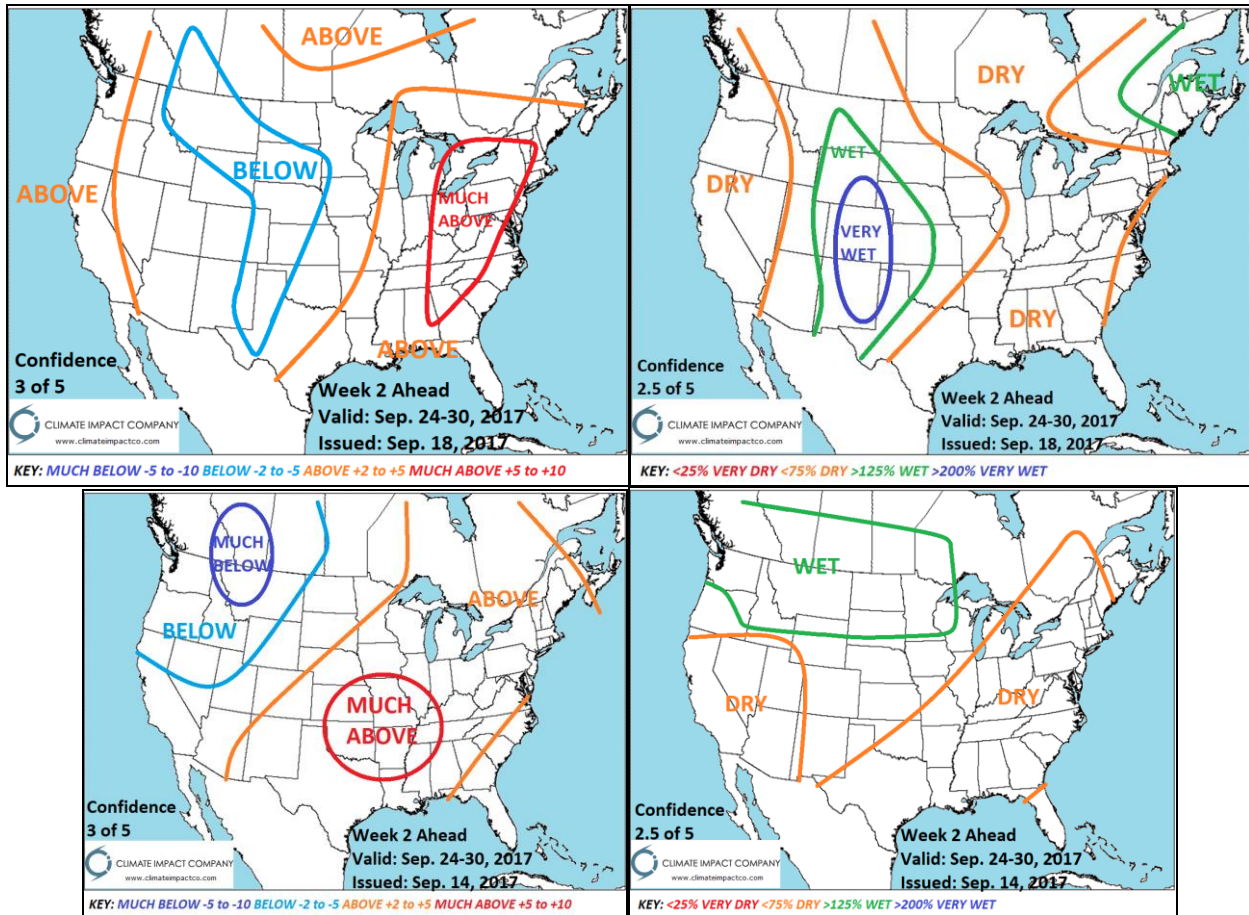 ABOVE
BELOW
ABOVE
MUCH
ABOVE
ABOVE
Confidence
3 of 5
Week 2 Ahead
Valid: Sep. 24-30, 2017
Issued: Sep. 18, 2017
CLIMATE IMPACT COMPANY
www.climateimpactco.com
KEY: MUCH BELOW -5 to -10 BELOW -2 to -5 ABOVE +2 to +5 MUCH ABOVE +5 to +10
DRY
WET
WET
DRY
VERY
WET
DRY
Confidence
2.5 of 5
Week 2 Ahead
Valid: Sep. 24-30, 2017
Issued: Sep. 18, 2017
CLIMATE IMPACT COMPANY
www.climateimpactco.com
KEY: <25% VERY DRY <75% DRY >125% WET >200% VERY WET
MUCH
BELOW
ABOVE
BELOW
MUCH
ABOVE
Confidence
3 of 5
Week 2 Ahead
Valid: Sep. 24-30, 2017
Issued: Sep. 14, 2017
CLIMATE IMPACT COMPANY
www.climateimpactco.com
KEY: MUCH BELOW -5 to -10 BELOW -2 to -5 ABOVE +2 to +5 MUCH ABOVE +5 to +10
WET
DRY
DRY
Confidence
2.5 of 5
Week 2 Ahead
Valid: Sep. 24-30, 2017
Issued: Sep. 14, 2017
CLIMATE IMPACT COMPANY
www.climateimpactco.com
KEY: <25% VERY DRY <75% DRY >125% WET >200% VERY WET